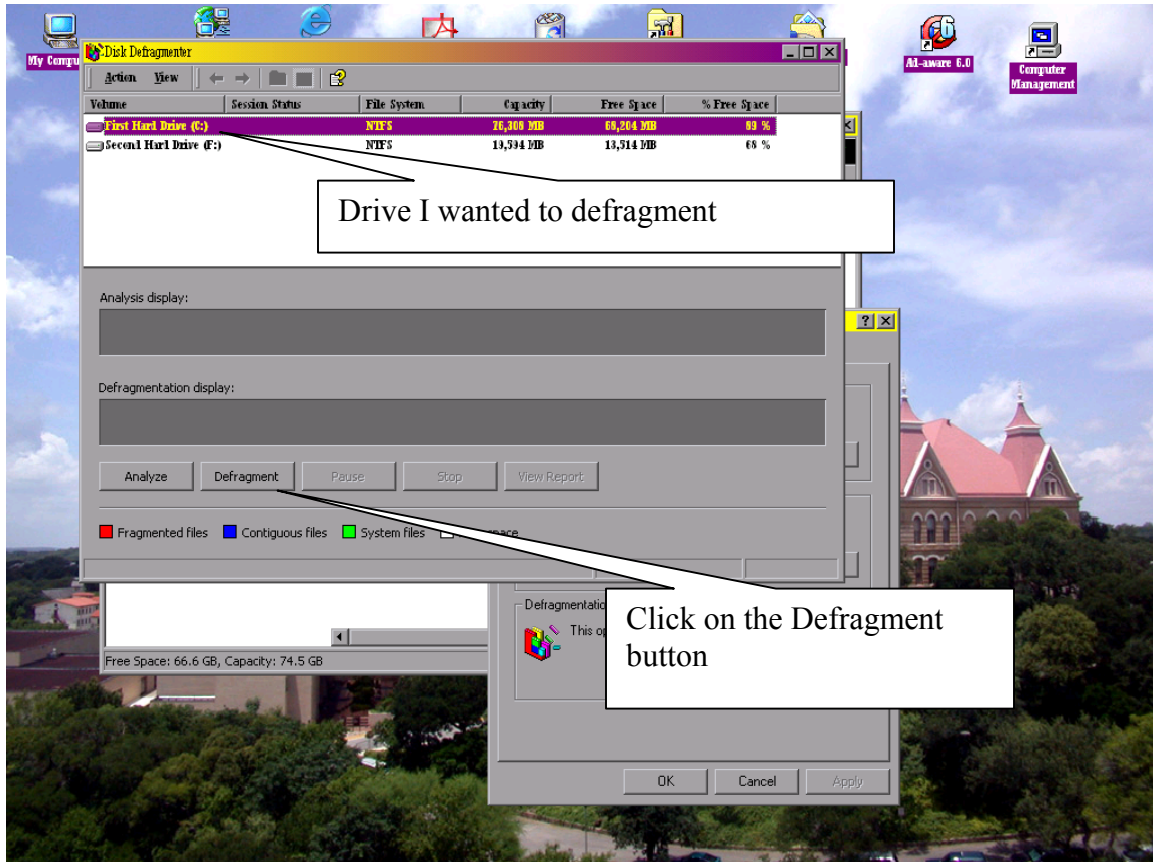 My Compu
Ad-aware 6.0
Computer
Management
Disk Defragmenter
Action View
Volume Session Status File System Capacity Free Space % Free Space
First Hard Drive (C:) NTFS 76,308 MB 68,204 MB 89 %
Second Hard Drive (F:) NTFS 19,594 MB 13,514 MB 68 %
Drive I wanted to defragment
Analysis display:
Defragmentation display:
Analyze Defragment Pause Stop View Report
Fragmented files Contiguous files System files space
Click on the Defragment
button
Defragmentatio
This op
Free Space: 66.6 GB, Capacity: 74.5 GB
OK Cancel Apply